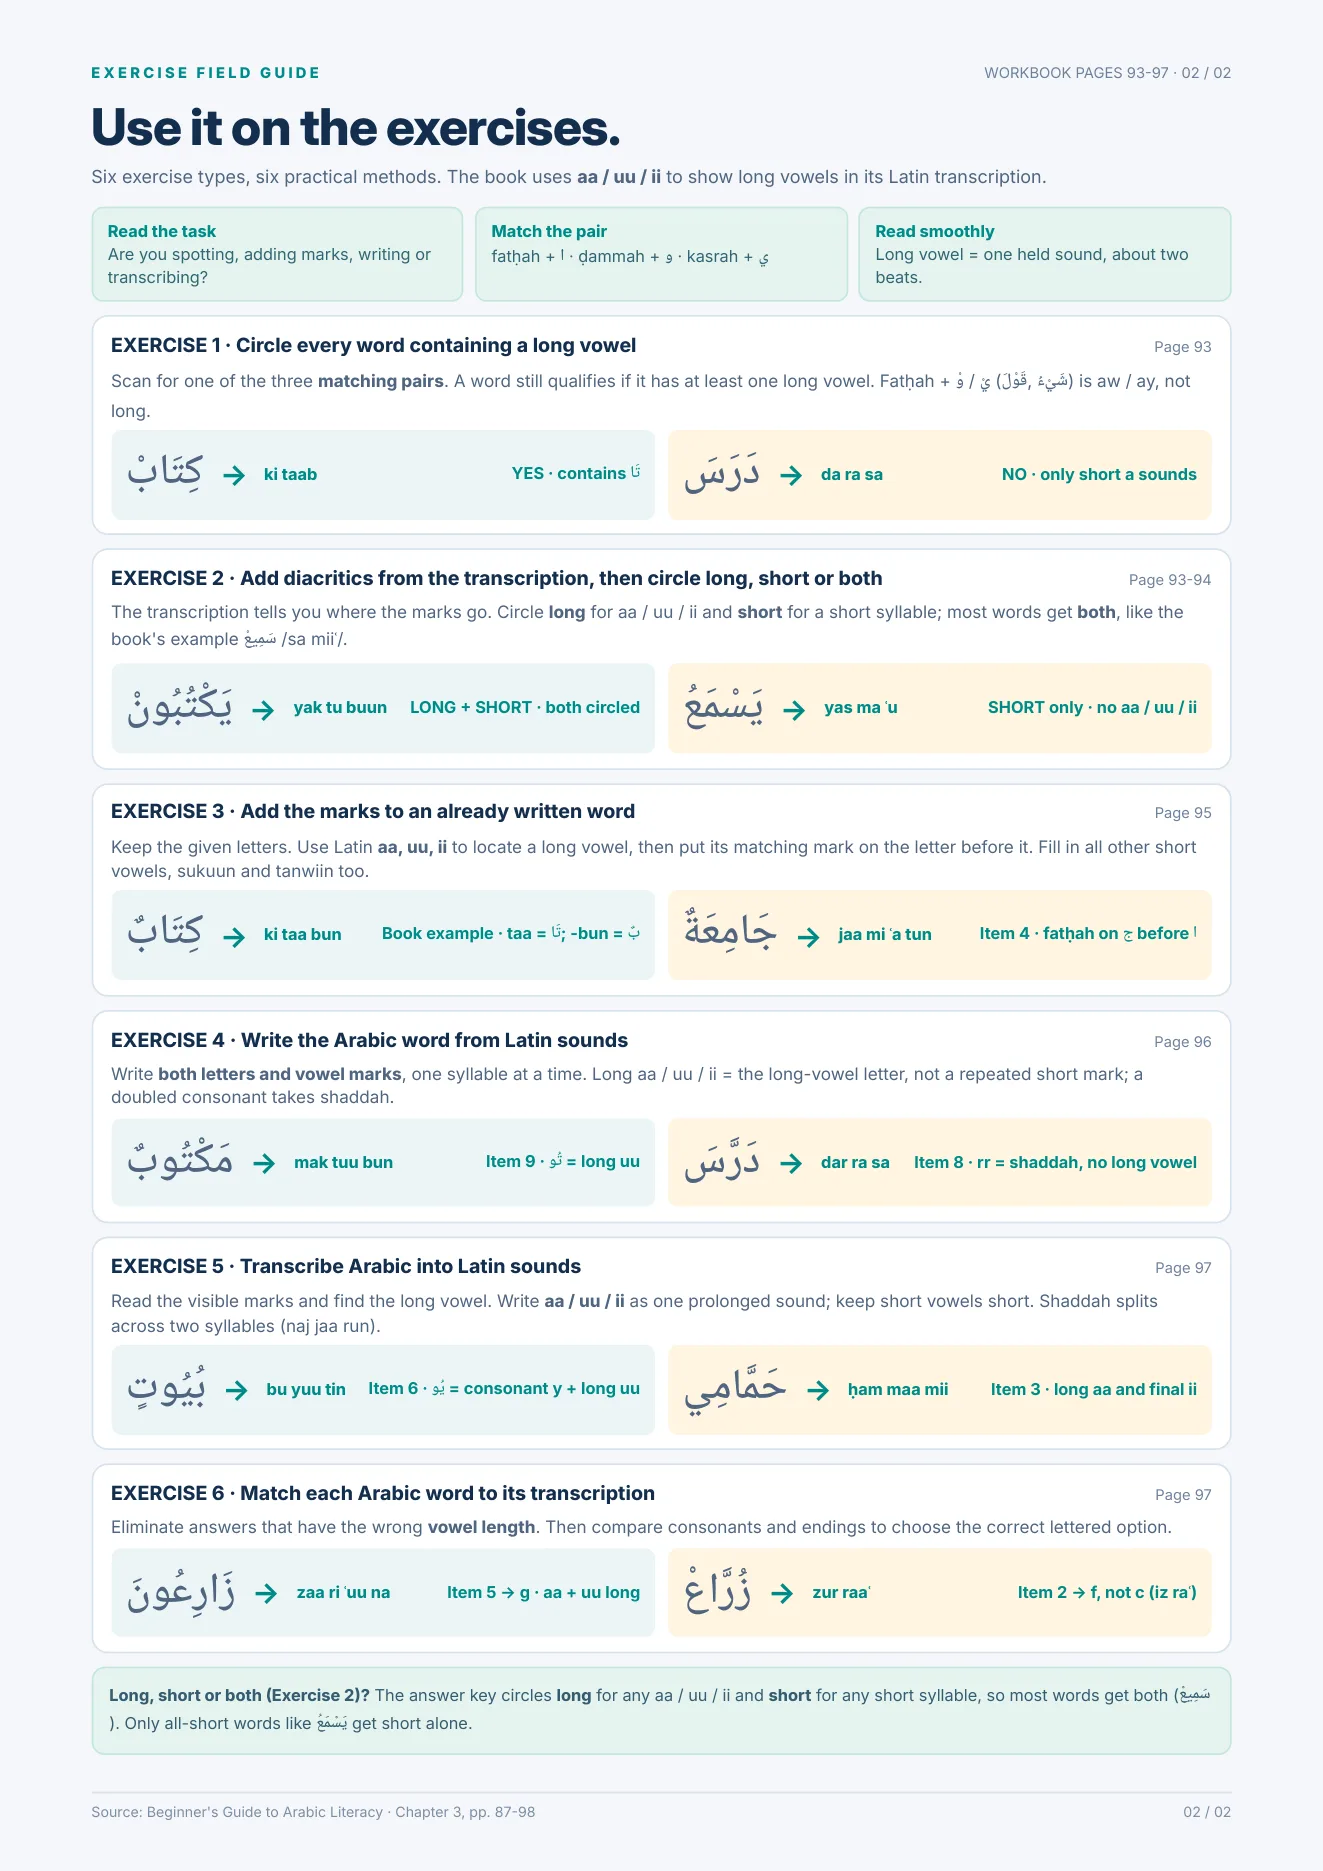 EXERCISE FIELD GUIDE
WORKBOOK PAGES 93-97 · 02 / 02
Use it on the exercises.
Six exercise types, six practical methods. The book uses aa / uu / ii to show long vowels in its Latin transcription.
Read the task
Are you spotting, adding marks, writing or
transcribing?
Match the pair
fatḥah + ا · ḍammah + و · kasrah + ي
Read smoothly
Long vowel = one held sound, about two
beats.
EXERCISE 1 · Circle every word containing a long vowel
Page 93
Scan for one of the three matching pairs. A word still qualifies if it has at least one long vowel. Fatḥah + وْ / يْ (قَوْلَ, شَيْءُ) is aw / ay, not
long.
كِتَابْ → ki taab YES · contains تَا
دَرَسَ → da ra sa NO · only short a sounds
EXERCISE 2 · Add diacritics from the transcription, then circle long, short or both
Page 93-94
The transcription tells you where the marks go. Circle long for aa / uu / ii and short for a short syllable; most words get both, like the
book's example سَمِيعْ /sa miiʿ/.
يَكْتُبُونْ → yak tu buun LONG + SHORT · both circled
يَسْمَعُ → yas ma ʿu SHORT only · no aa / uu / ii
EXERCISE 3 · Add the marks to an already written word
Page 95
Keep the given letters. Use Latin aa, uu, ii to locate a long vowel, then put its matching mark on the letter before it. Fill in all other short
vowels, sukuun and tanwiin too.
كِتَابٌ → ki taa bun Book example · taa = تَا; -bun = بٌ
جَامِعَةٌ → jaa mi ʿa tun Item 4 · fatḥah on ج before ا
EXERCISE 4 · Write the Arabic word from Latin sounds
Page 96
Write both letters and vowel marks, one syllable at a time. Long aa / uu / ii = the long-vowel letter, not a repeated short mark; a
doubled consonant takes shaddah.
مَكْتُوبٌ → mak tuu bun Item 9 · تُو = long uu
دَرَّسَ → dar ra sa Item 8 · rr = shaddah, no long vowel
EXERCISE 5 · Transcribe Arabic into Latin sounds
Page 97
Read the visible marks and find the long vowel. Write aa / uu / ii as one prolonged sound; keep short vowels short. Shaddah splits
across two syllables (naj jaa run).
بُيُوتٍ → bu yuu tin Item 6 · يُو = consonant y + long uu
حَمَّامِي → ḥam maa mii Item 3 · long aa and final ii
EXERCISE 6 · Match each Arabic word to its transcription
Page 97
Eliminate answers that have the wrong vowel length. Then compare consonants and endings to choose the correct lettered option.
زَارِعُونَ → zaa ri ʿuu na Item 5 → g · aa + uu long
زُرَّاعْ → zur raaʿ Item 2 → f, not c (iz raʿ)
Long, short or both (Exercise 2)? The answer key circles long for any aa / uu / ii and short for any short syllable, so most words get both (سَمِيعْ
). Only all-short words like يَسْمَعُ get short alone.
Source: Beginner's Guide to Arabic Literacy · Chapter 3, pp. 87-98
02 / 02